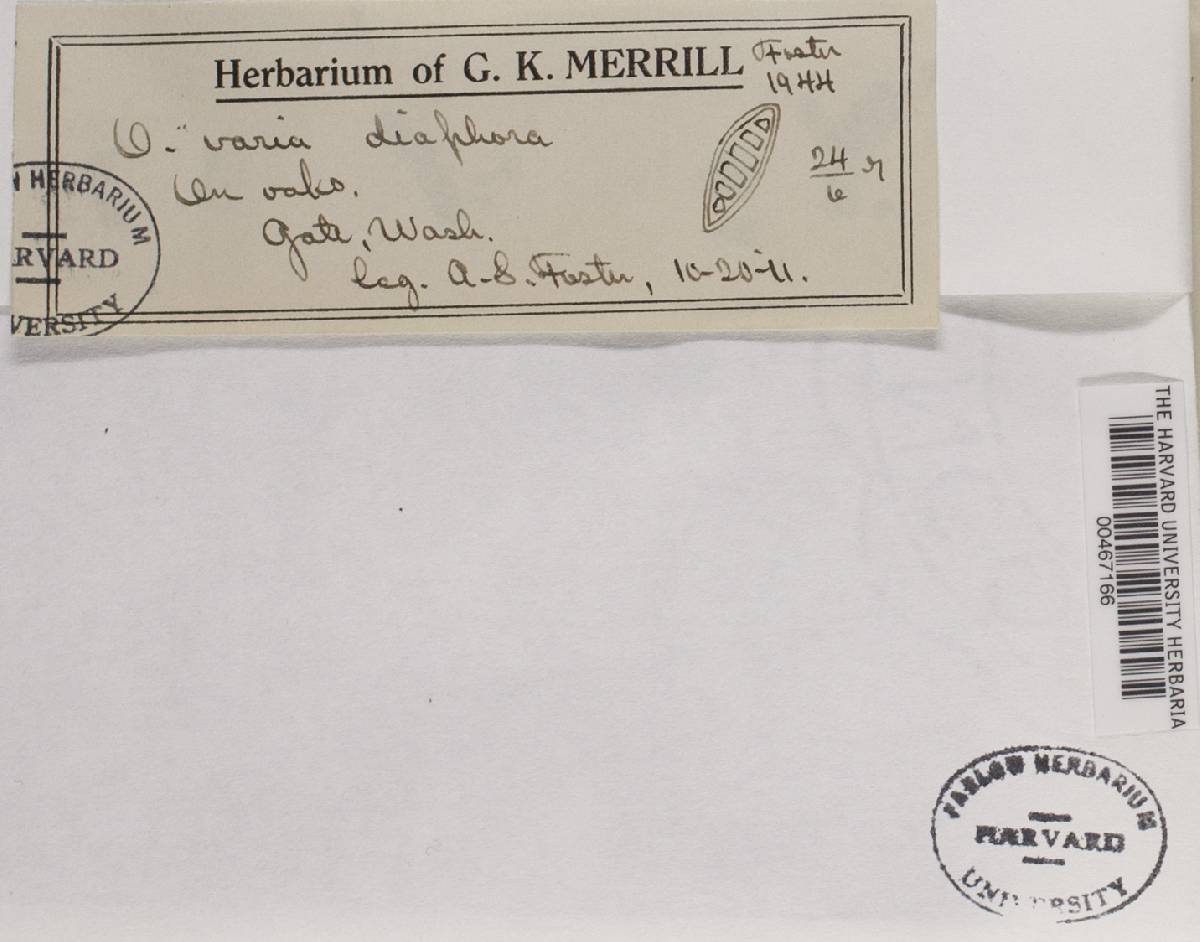 Herbarium of G. K. MERRILL
Foster
1944
O. varia diaphora
On oaks.
24/6
Gate, Wash.
leg. A. S. Foster, 10-20-11.
N HERBARIUM
RVARD
VERSITY
THE HARVARD UNIVERSITY HERBARIA
00467166
FARLOW HERBARIUM
HARVARD
UNIVERSITY